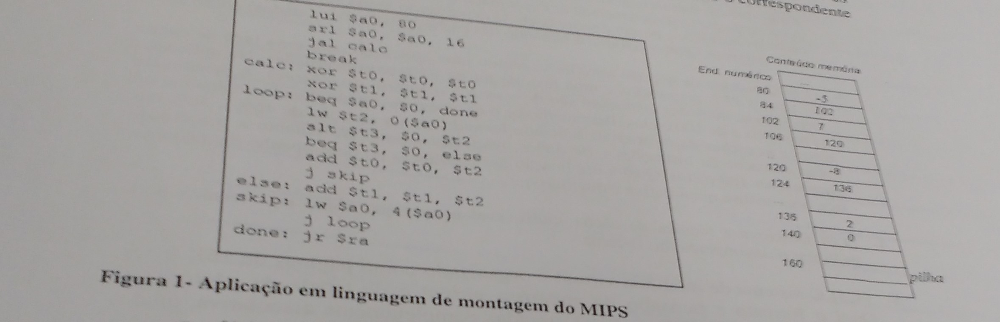 correspondente
lui $a0, 80
srl $a0, $a0, 16
jal calc
break
calc: xor $t0, $t0, $t0
xor $t1, $t1, $t1
loop: beq $a0, $0, done
lw $t2, 0($a0)
slt $t3, $0, $t2
beq $t3, $0, else
add $t0, $t0, $t2
j skip
else: add $t1, $t1, $t2
skip: lw $a0, 4($a0)
j loop
done: jr $ra
Conteúdo memória
End. numérico
...
80 -5
84 102
102 7
106 120
...
120 -8
124 136
...
136 2
140 0
160
pilha
Figura 1- Aplicação em linguagem de montagem do MIPS